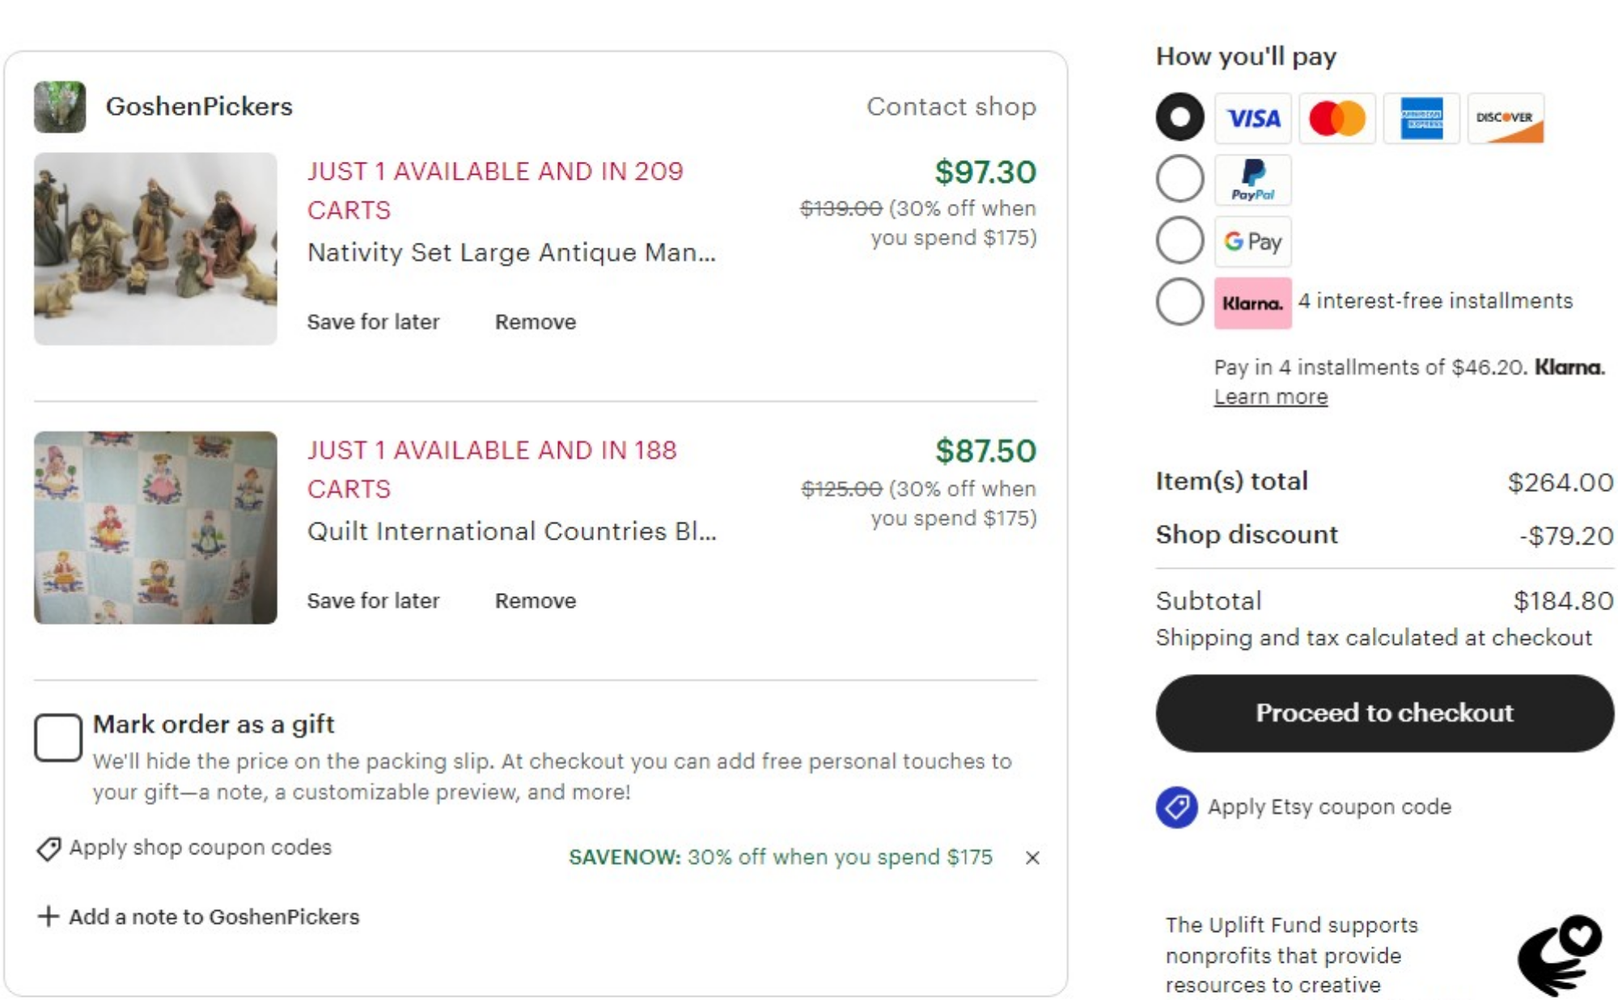 GoshenPickers
Contact shop
JUST 1 AVAILABLE AND IN 209
CARTS
$97.30
$139.00 (30% off when
you spend $175)
Nativity Set Large Antique Man...
Save for later
Remove
JUST 1 AVAILABLE AND IN 188
CARTS
$87.50
$125.00 (30% off when
you spend $175)
Quilt International Countries Bl...
Save for later
Remove
Mark order as a gift
We'll hide the price on the packing slip. At checkout you can add free personal touches to
your gift—a note, a customizable preview, and more!
Apply shop coupon codes
SAVENOW: 30% off when you spend $175
Add a note to GoshenPickers
How you'll pay
VISA
AMERICAN
EXPRESS
DISCOVER
PayPal
G Pay
Klarna. 4 interest-free installments
Pay in 4 installments of $46.20. Klarna.
Learn more
Item(s) total $264.00
Shop discount -$79.20
Subtotal $184.80
Shipping and tax calculated at checkout
Proceed to checkout
Apply Etsy coupon code
The Uplift Fund supports
nonprofits that provide
resources to creative